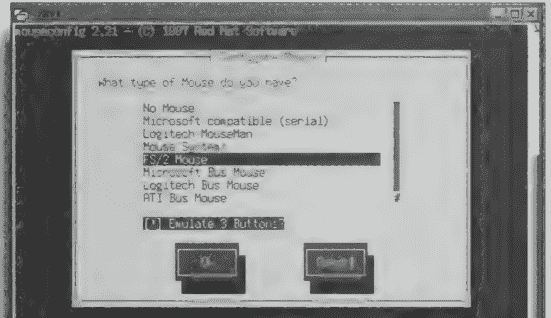 mouseconfig 2.21 - (C) 1997 Red Hat Software
What type of Mouse do you have?
No Mouse
Microsoft compatible (serial)
Logitech MouseMan
Mouse Systems
PS/2 Mouse
Microsoft Bus Mouse
Logitech Bus Mouse
ATI Bus Mouse
#
[*] Emulate 3 Buttons?
Ok
Cancel